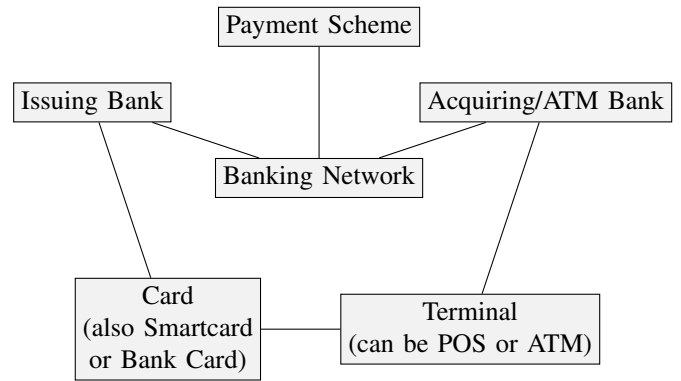 Payment Scheme
Issuing Bank
Acquiring/ATM Bank
Banking Network
Card
(also Smartcard
or Bank Card)
Terminal
(can be POS or ATM)